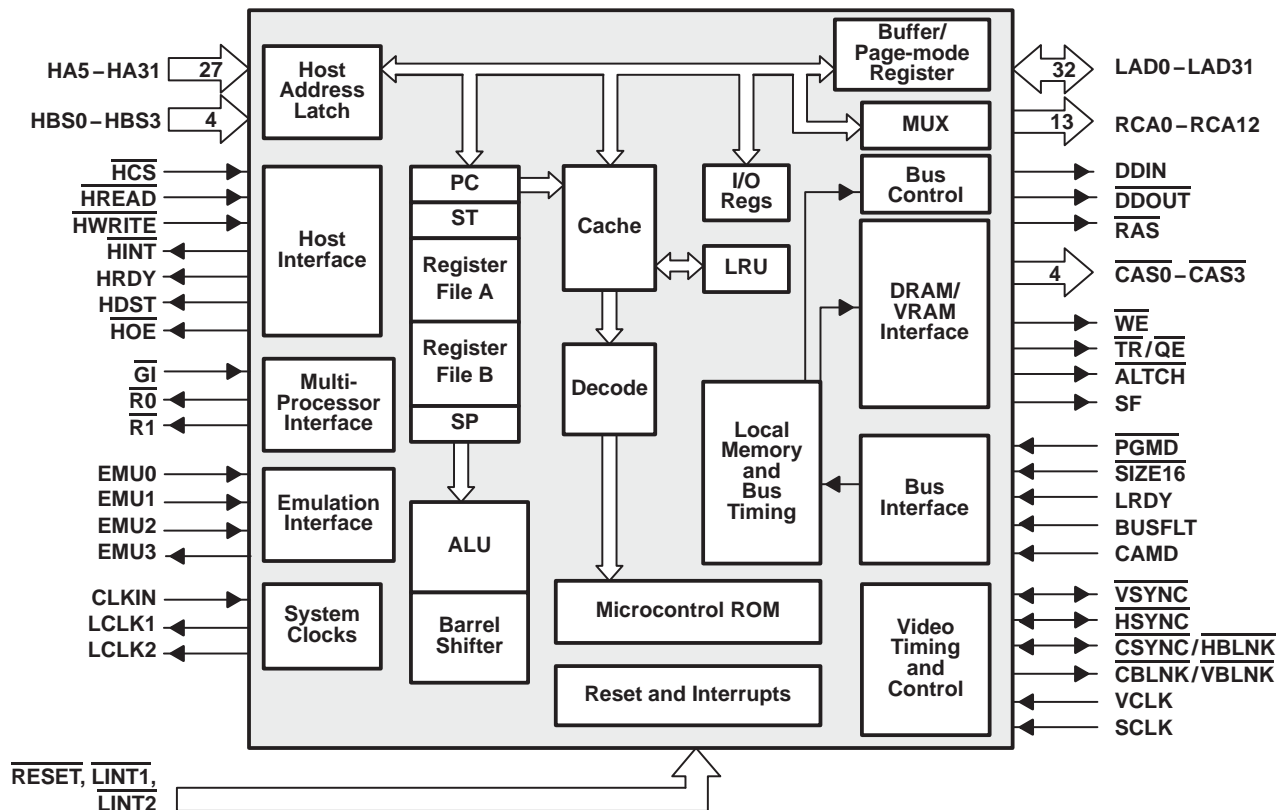 HA5–HA31
27
HBS0–HBS3
4
HCS
HREAD
HWRITE
HINT
HRDY
HDST
HOE
GI
R0
R1
EMU0
EMU1
EMU2
EMU3
CLKIN
LCLK1
LCLK2
RESET, LINT1,
LINT2
Host
Address
Latch
Host
Interface
Multi-
Processor
Interface
Emulation
Interface
System
Clocks
PC
ST
Register
File A
Register
File B
SP
ALU
Barrel
Shifter
Cache
LRU
Decode
Microcontrol ROM
Reset and Interrupts
I/O
Regs
Local
Memory
and
Bus
Timing
Buffer/
Page-mode
Register
MUX
Bus
Control
DRAM/
VRAM
Interface
Bus
Interface
Video
Timing
and
Control
32
LAD0–LAD31
13
RCA0–RCA12
DDIN
DDOUT
RAS
4
CAS0–CAS3
WE
TR/QE
ALTCH
SF
PGMD
SIZE16
LRDY
BUSFLT
CAMD
VSYNC
HSYNC
CSYNC/HBLNK
CBLNK/VBLNK
VCLK
SCLK